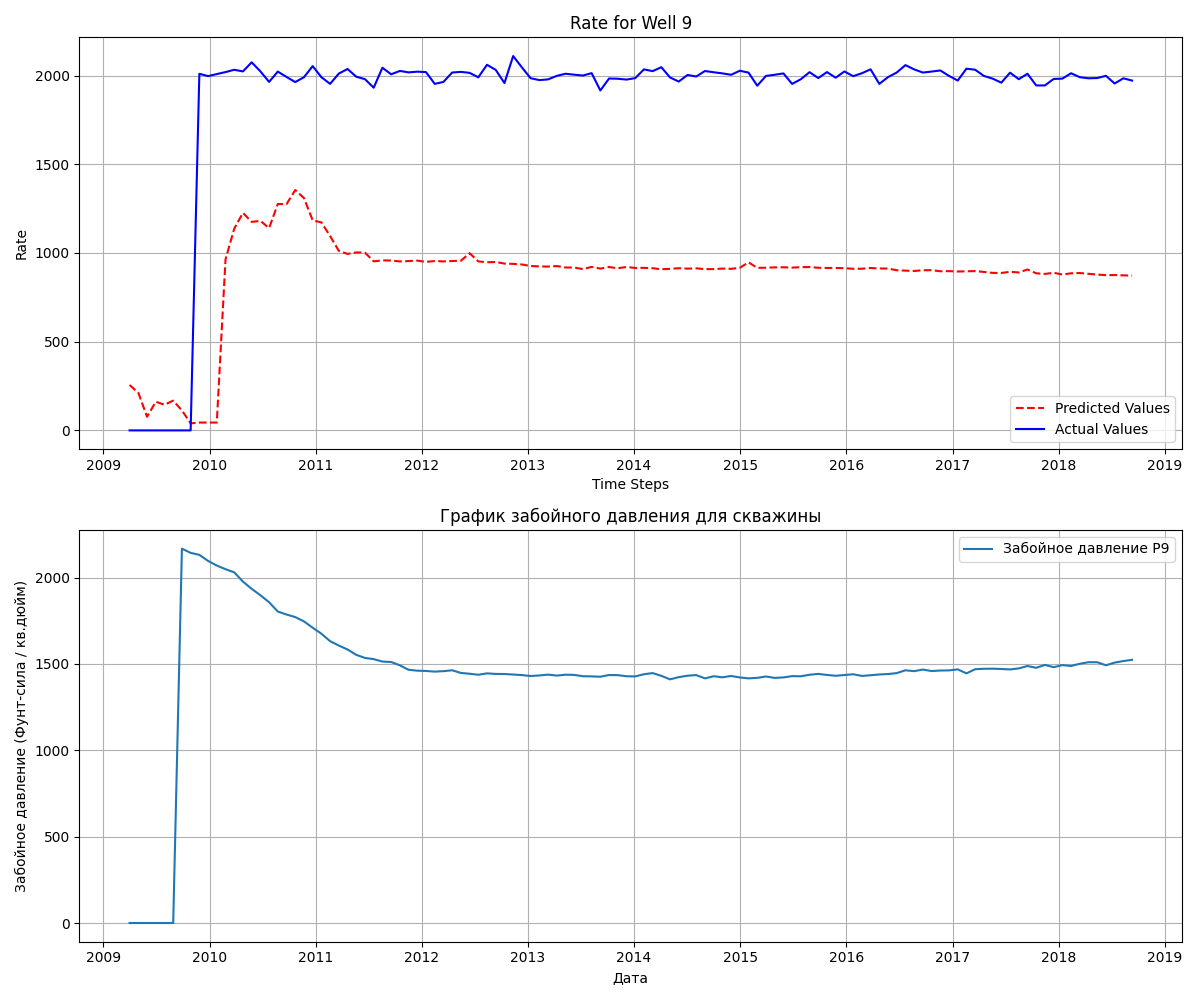 Rate for Well 9
Rate
2000
1500
1000
500
0
Predicted Values
Actual Values
2009 2010 2011 2012 2013 2014 2015 2016 2017 2018 2019
Time Steps
График забойного давления для скважины
Забойное давление (Фунт-сила / кв.дюйм)
Забойное давление P9
2000
1500
1000
500
0
2009 2010 2011 2012 2013 2014 2015 2016 2017 2018 2019
Дата